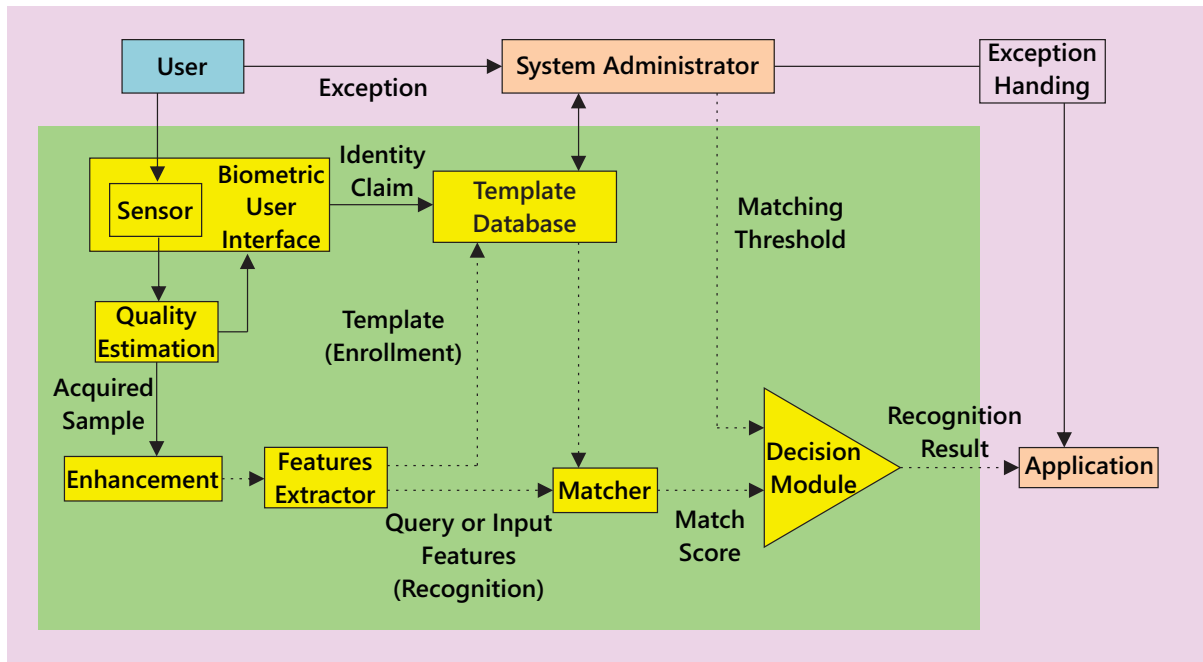 User
Exception
System Administrator
Exception
Handing
Sensor
Biometric
User
Interface
Identity
Claim
Template
Database
Matching
Threshold
Quality
Estimation
Template
(Enrollment)
Acquired
Sample
Enhancement
Features
Extractor
Query or Input
Features
(Recognition)
Matcher
Match
Score
Decision
Module
Recognition
Result
Application